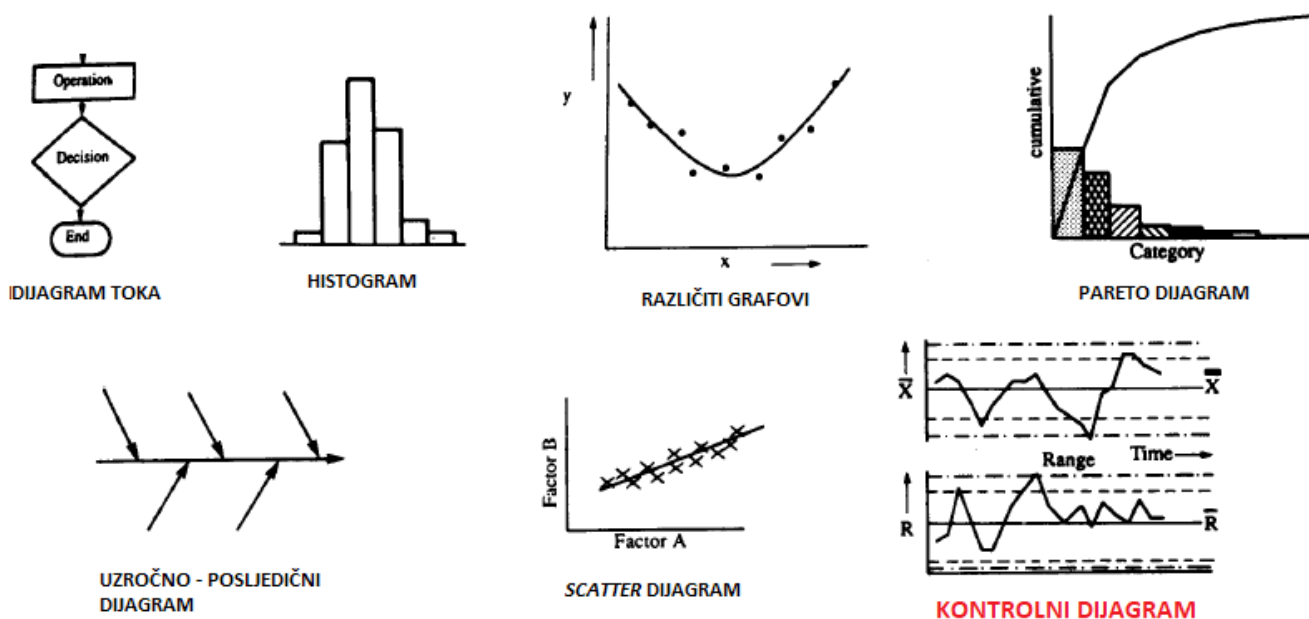 Operation
Decision
End
DIJAGRAM TOKA
HISTOGRAM
y
x
RAZLIČITI GRAFOVI
cumulative
Category
PARETO DIJAGRAM
UZROČNO - POSLJEDIČNI
DIJAGRAM
Factor B
Factor A
SCATTER DIJAGRAM
X̄
X̿
Range
Time
R
R̄
KONTROLNI DIJAGRAM